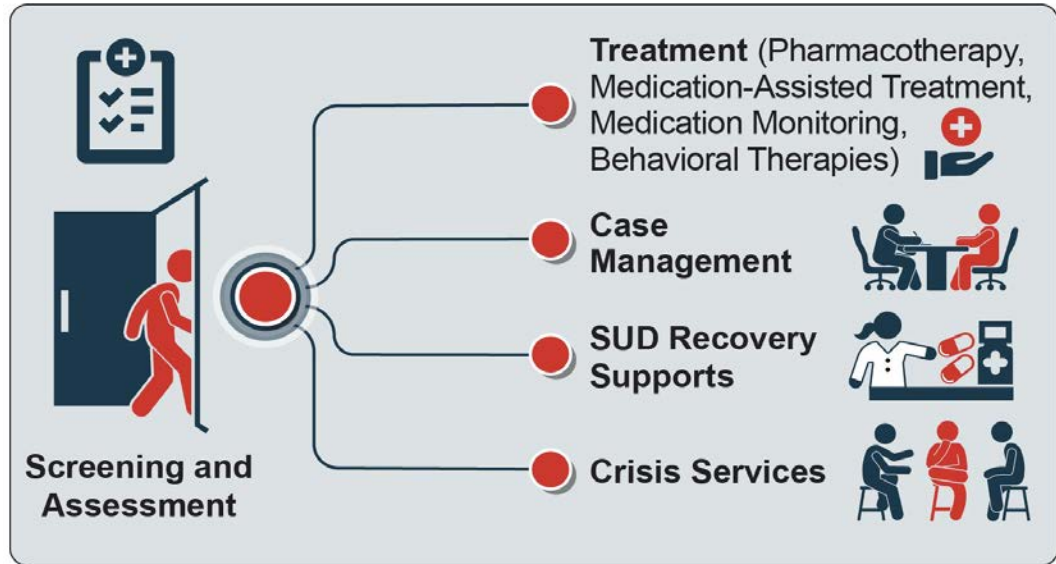 Screening and
Assessment
Treatment (Pharmacotherapy,
Medication-Assisted Treatment,
Medication Monitoring,
Behavioral Therapies)
Case
Management
SUD Recovery
Supports
Crisis Services